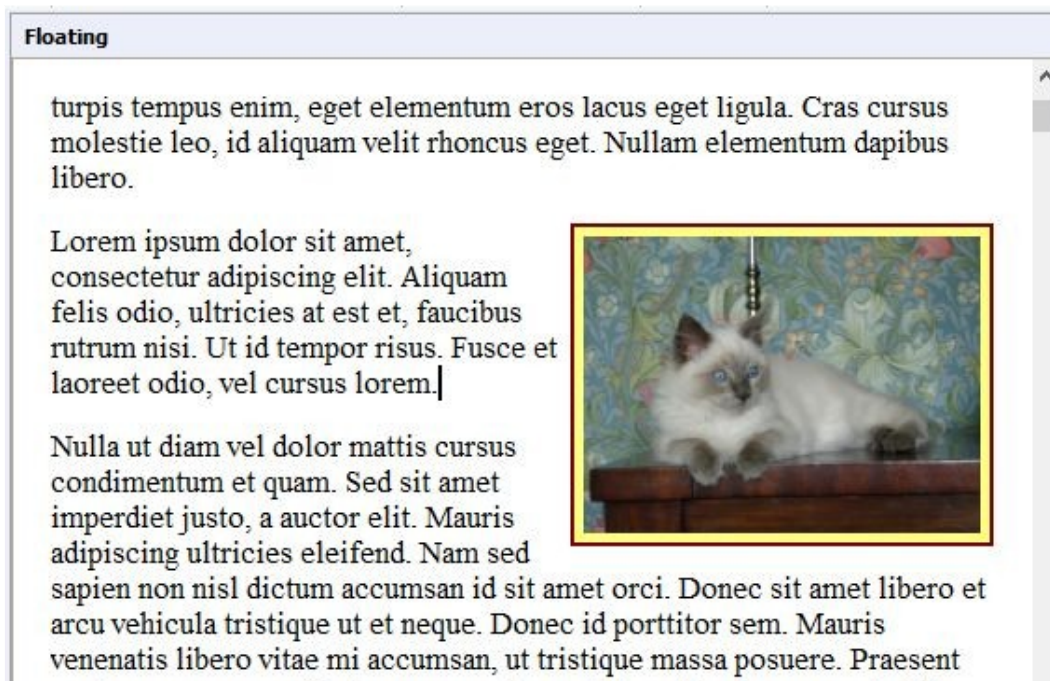 Floating
turpis tempus enim, eget elementum eros lacus eget ligula. Cras cursus
molestie leo, id aliquam velit rhoncus eget. Nullam elementum dapibus
libero.
Lorem ipsum dolor sit amet,
consectetur adipiscing elit. Aliquam
felis odio, ultricies at est et, faucibus
rutrum nisi. Ut id tempor risus. Fusce et
laoreet odio, vel cursus lorem.
Nulla ut diam vel dolor mattis cursus
condimentum et quam. Sed sit amet
imperdiet justo, a auctor elit. Mauris
adipiscing ultricies eleifend. Nam sed
sapien non nisl dictum accumsan id sit amet orci. Donec sit amet libero et
arcu vehicula tristique ut et neque. Donec id porttitor sem. Mauris
venenatis libero vitae mi accumsan, ut tristique massa posuere. Praesent